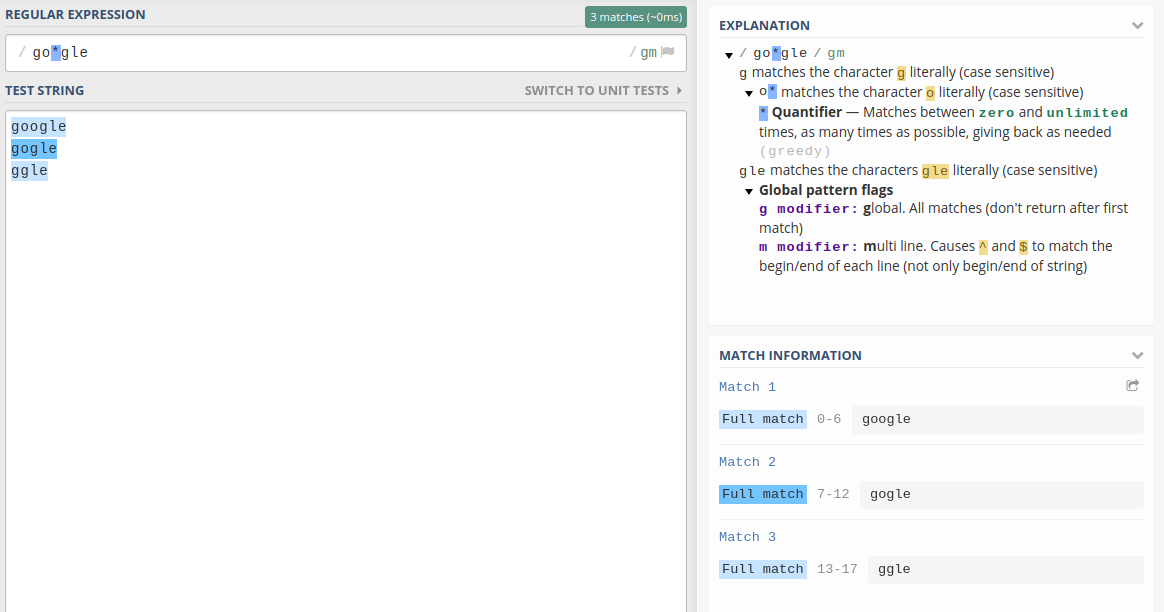 REGULAR EXPRESSION
3 matches (~0ms)
/ go*gle / gm
TEST STRING
SWITCH TO UNIT TESTS
google
gogle
ggle
EXPLANATION
/ go*gle / gm
g matches the character g literally (case sensitive)
o* matches the character o literally (case sensitive)
* Quantifier — Matches between zero and unlimited
times, as many times as possible, giving back as needed
(greedy)
gle matches the characters gle literally (case sensitive)
Global pattern flags
g modifier: global. All matches (don't return after first
match)
m modifier: multi line. Causes ^ and $ to match the
begin/end of each line (not only begin/end of string)
MATCH INFORMATION
Match 1
Full match 0-6 google
Match 2
Full match 7-12 gogle
Match 3
Full match 13-17 ggle